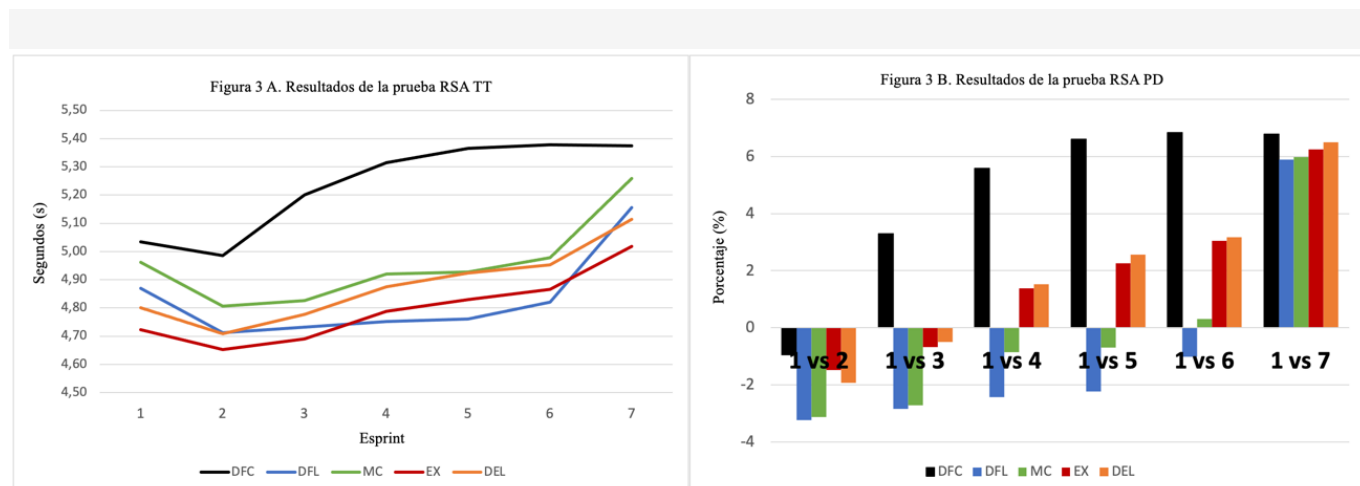 Figura 3 A. Resultados de la prueba RSA TT
Segundos (s)
5,50
5,40
5,30
5,20
5,10
5,00
4,90
4,80
4,70
4,60
4,50
1 2 3 4 5 6 7
Esprint
DFC DFL MC EX DEL
Figura 3 B. Resultados de la prueba RSA PD
Porcentaje (%)
8
6
4
2
0
-2
-4
1 vs 2 1 vs 3 1 vs 4 1 vs 5 1 vs 6 1 vs 7
DFC DFL MC EX DEL